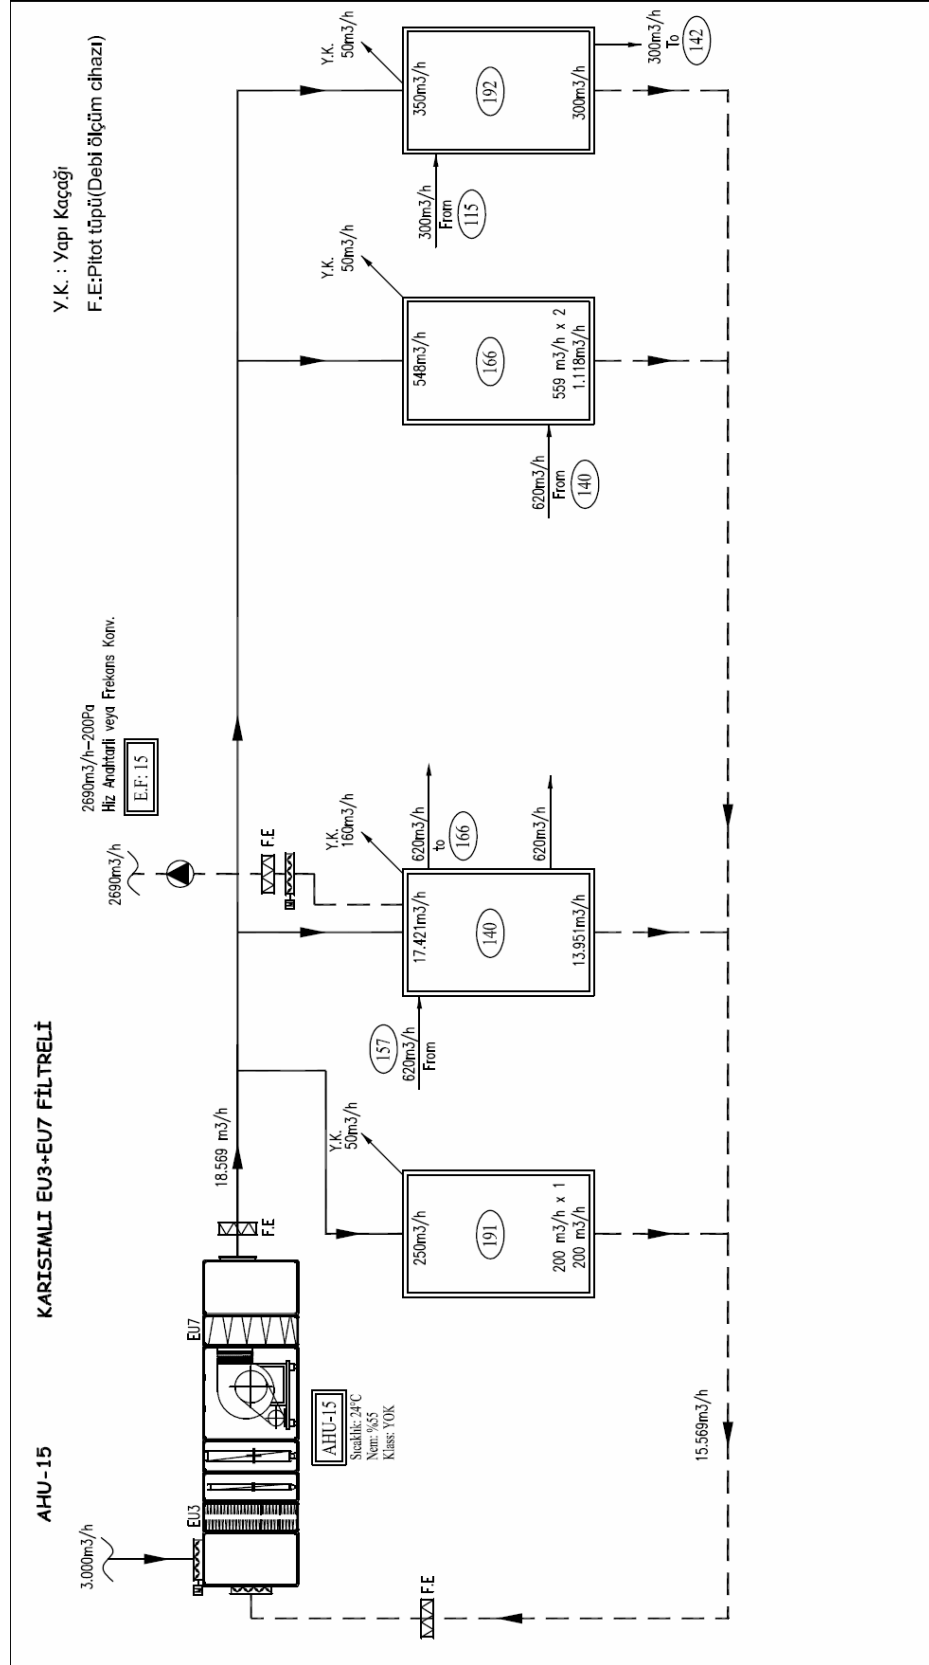 AHU-15
KARISIMLI EU3+EU7 FİLTRELİ
Y.K. : Yapı Kaçağı
F.E:Pitot tüpü(Debi ölçüm cihazı)
3.000m3/h
EU3
EU7
AHU-15
Sıcaklık: 24°C
Nem: %55
Klass: YOK
F.E
18.569 m3/h
2690m3/h
2690m3/h-200Pa
Hiz Anahtarli veya Frekans Konv.
E.F: 15
F.E
Y.K.
50m3/h
250m3/h
191
200 m3/h x 1
200 m3/h
157
620m3/h
From
Y.K.
160m3/h
17.421m3/h
140
13.951m3/h
620m3/h
to
166
620m3/h
Y.K.
50m3/h
548m3/h
166
559 m3/h x 2
1.118m3/h
620m3/h
From
140
Y.K.
50m3/h
350m3/h
192
300m3/h
300m3/h
From
115
300m3/h
To
142
15.569m3/h
F.E